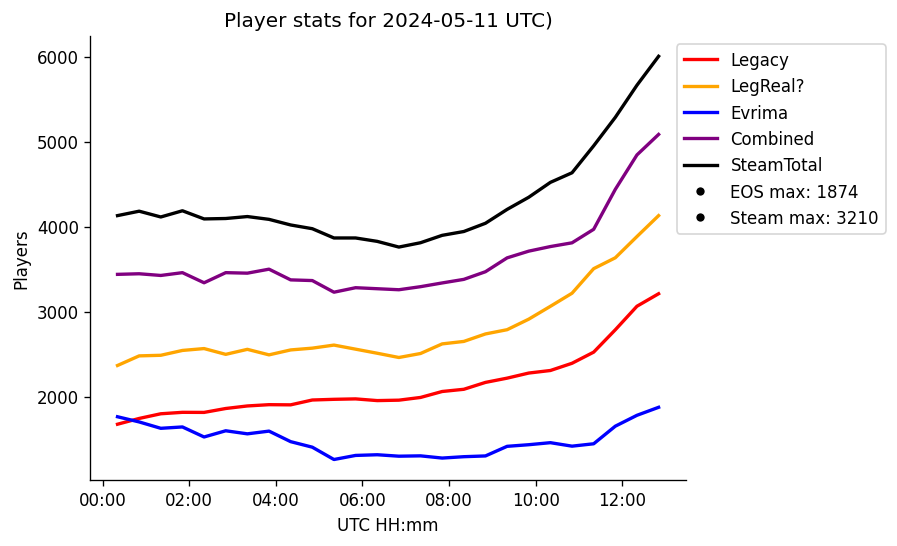 Player stats for 2024-05-11 UTC)
6000
5000
4000
3000
2000
Players
00:00 02:00 04:00 06:00 08:00 10:00 12:00
UTC HH:mm
Legacy
LegReal?
Evrima
Combined
SteamTotal
EOS max: 1874
Steam max: 3210